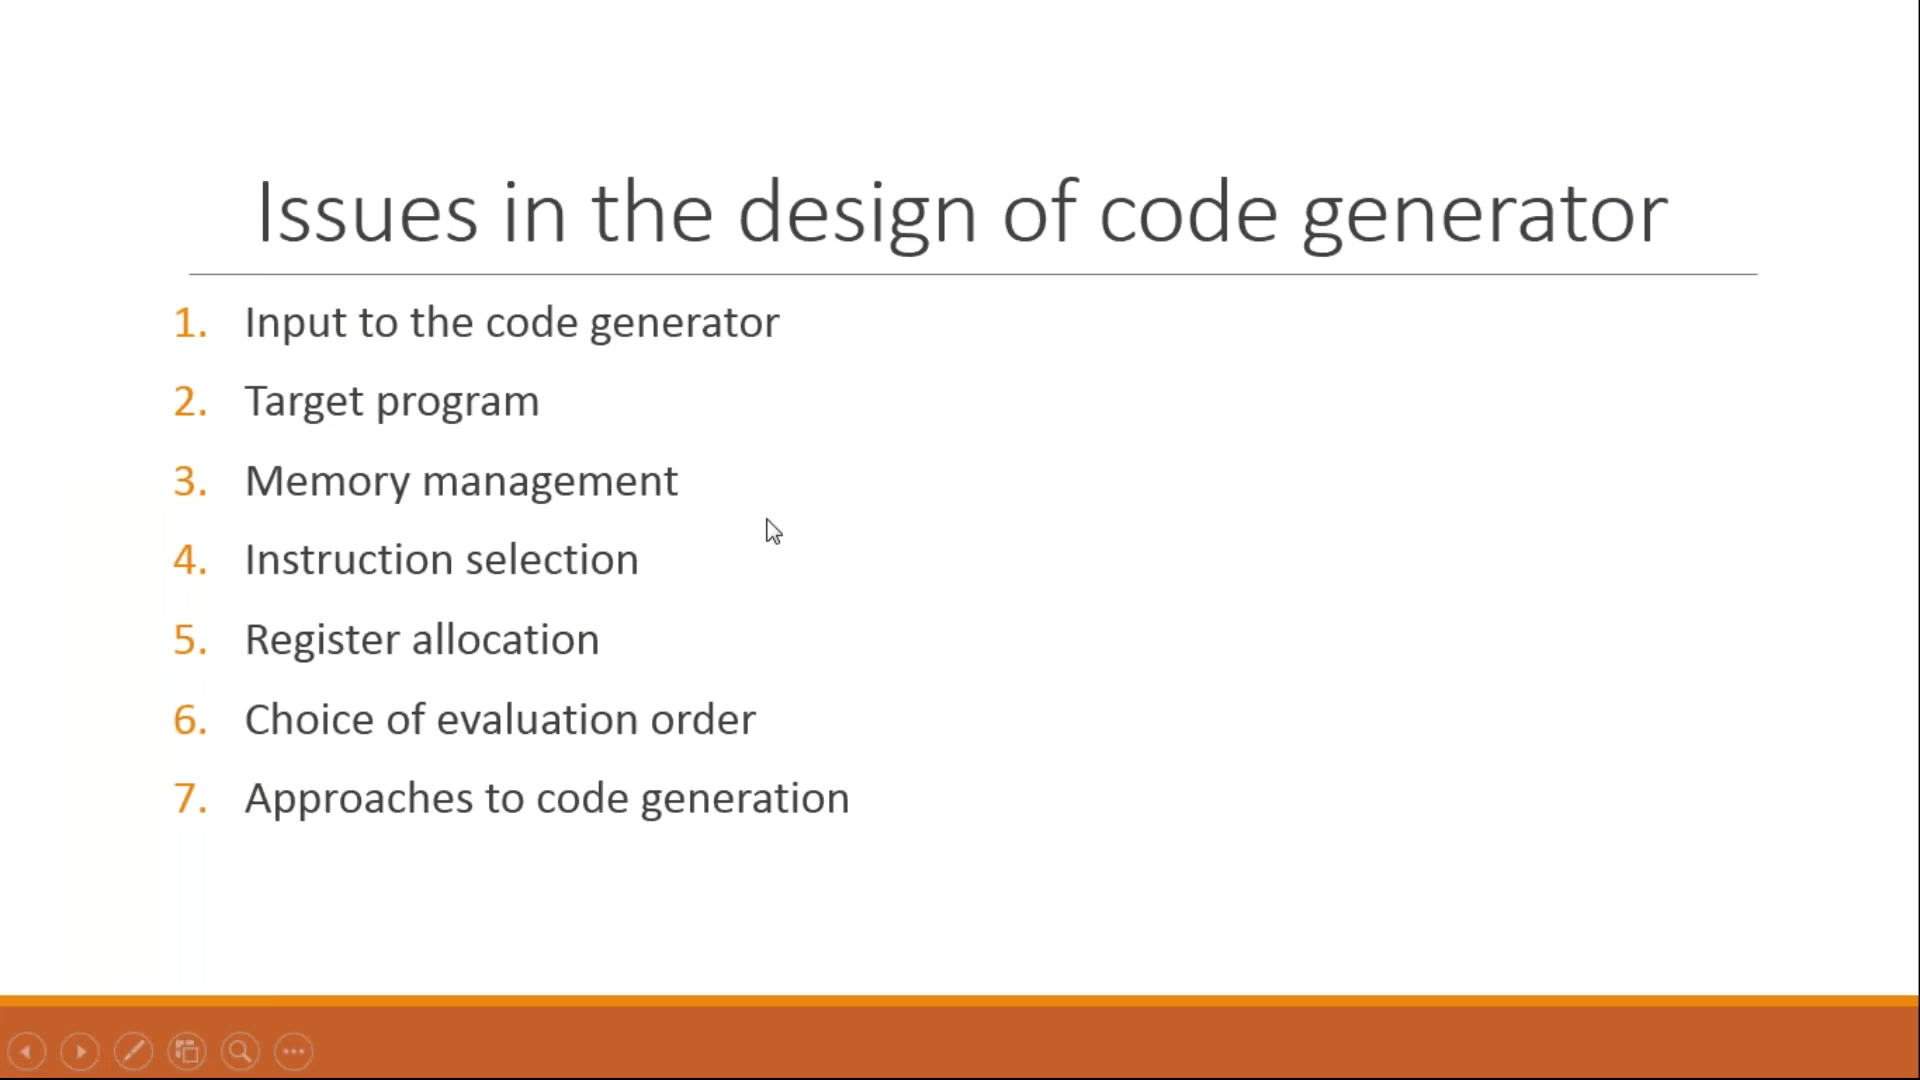 Issues in the design of code generator
1. Input to the code generator
2. Target program
3. Memory management
4. Instruction selection
5. Register allocation
6. Choice of evaluation order
7. Approaches to code generation